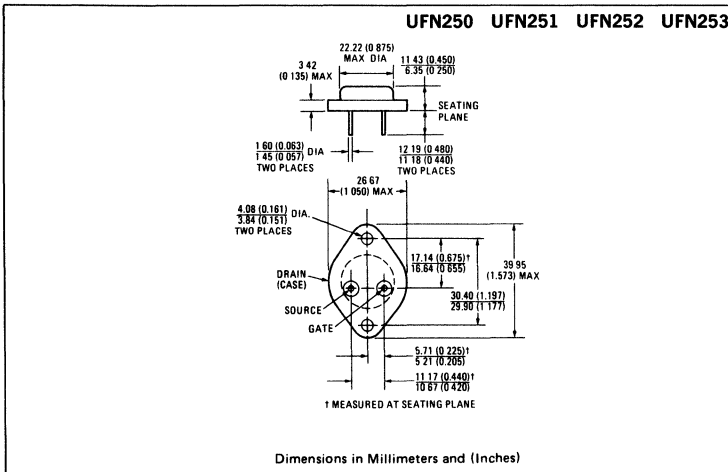 UFN250 UFN251 UFN252 UFN253
22.22 (0 875)
MAX DIA
11 43 (0.450)
6.35 (0 250)
3 42
(0 135) MAX
SEATING
PLANE
1 60 (0.063)
1 45 (0 057) DIA
TWO PLACES
12 19 (0 480)
11 18 (0 440)
TWO PLACES
26 67
(1 050) MAX
4.08 (0.161) DIA.
3.84 (0.151)
TWO PLACES
17.14 (0.675)†
16.64 (0 655)
39 95
(1.573) MAX
DRAIN
(CASE)
SOURCE
GATE
30.40 (1.197)
29.90 (1 177)
5.71 (0 225)†
5 21 (0.205)
11 17 (0.440)†
10 67 (0 420)
† MEASURED AT SEATING PLANE
Dimensions in Millimeters and (Inches)